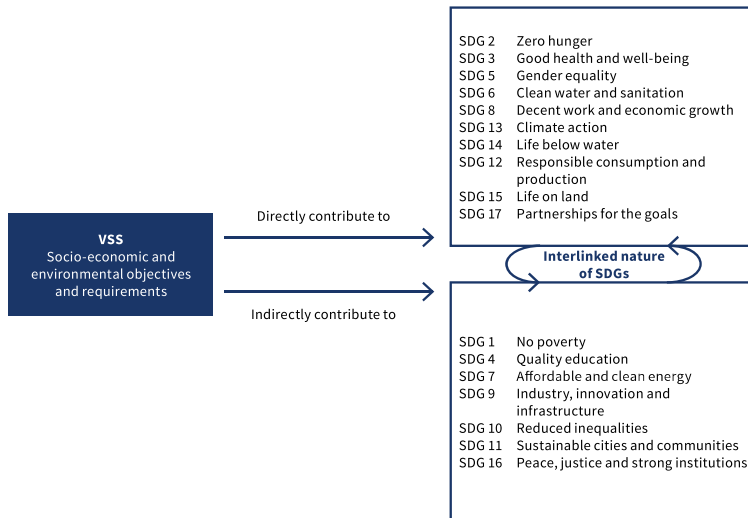 VSS
Socio-economic and
environmental objectives
and requirements
Directly contribute to
Indirectly contribute to
SDG 2 Zero hunger
SDG 3 Good health and well-being
SDG 5 Gender equality
SDG 6 Clean water and sanitation
SDG 8 Decent work and economic growth
SDG 13 Climate action
SDG 14 Life below water
SDG 12 Responsible consumption and
production
SDG 15 Life on land
SDG 17 Partnerships for the goals
Interlinked nature
of SDGs
SDG 1 No poverty
SDG 4 Quality education
SDG 7 Affordable and clean energy
SDG 9 Industry, innovation and
infrastructure
SDG 10 Reduced inequalities
SDG 11 Sustainable cities and communities
SDG 16 Peace, justice and strong institutions